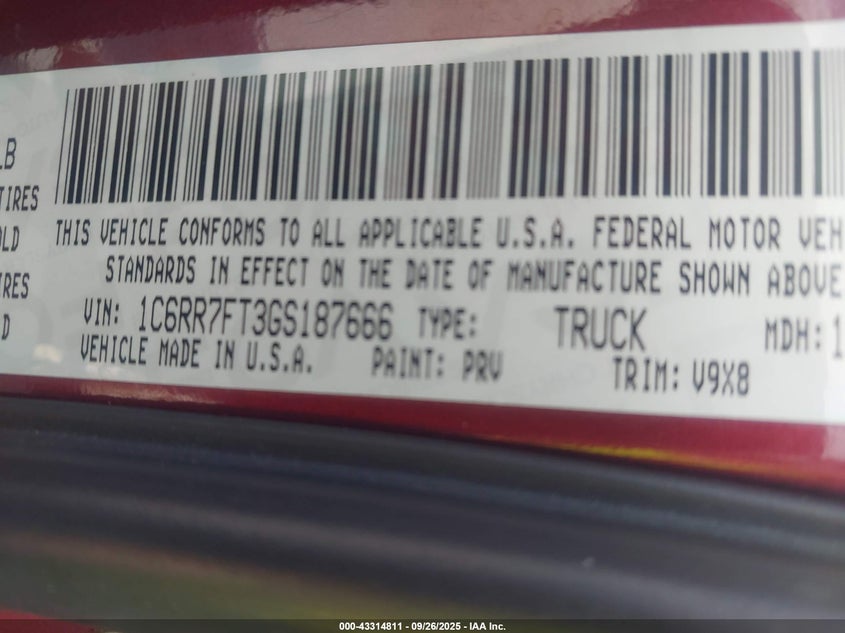 LB
TIRES
OLD
IRES
D
THIS VEHICLE CONFORMS TO ALL APPLICABLE U.S.A. FEDERAL MOTOR VEH
STANDARDS IN EFFECT ON THE DATE OF MANUFACTURE SHOWN ABOVE
VIN: 1C6RR7FT3GS187666 TYPE: TRUCK MDH: 1
VEHICLE MADE IN U.S.A. PAINT: PRV TRIM: V9X8
000-43314811 - 09/26/2025 - IAA Inc.